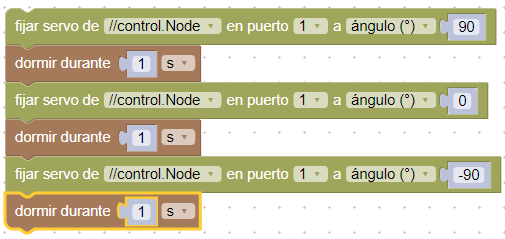 fijar servo de //control.Node en puerto 1 a ángulo (°) 90
dormir durante 1 s
fijar servo de //control.Node en puerto 1 a ángulo (°) 0
dormir durante 1 s
fijar servo de //control.Node en puerto 1 a ángulo (°) -90
dormir durante 1 s